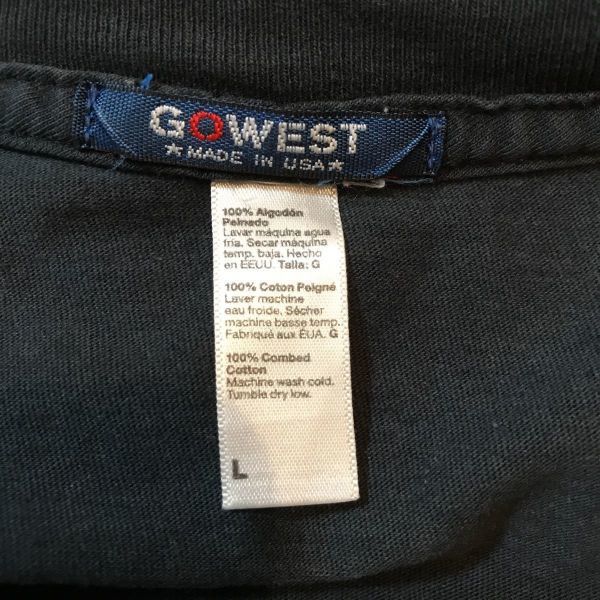 GOWEST
★MADE IN USA★
100% Algodón
Peinado
Lavar máquina agua
fria. Secar máquina
temp. baja. Hecho
en EEUU. Talla: G
100% Coton Peigné
Laver machine
eau froide. Sécher
machine basse temp.
Fabriqué aux ÉUA. G
100% Combed
Cotton
Machine wash cold.
Tumble dry low.
L